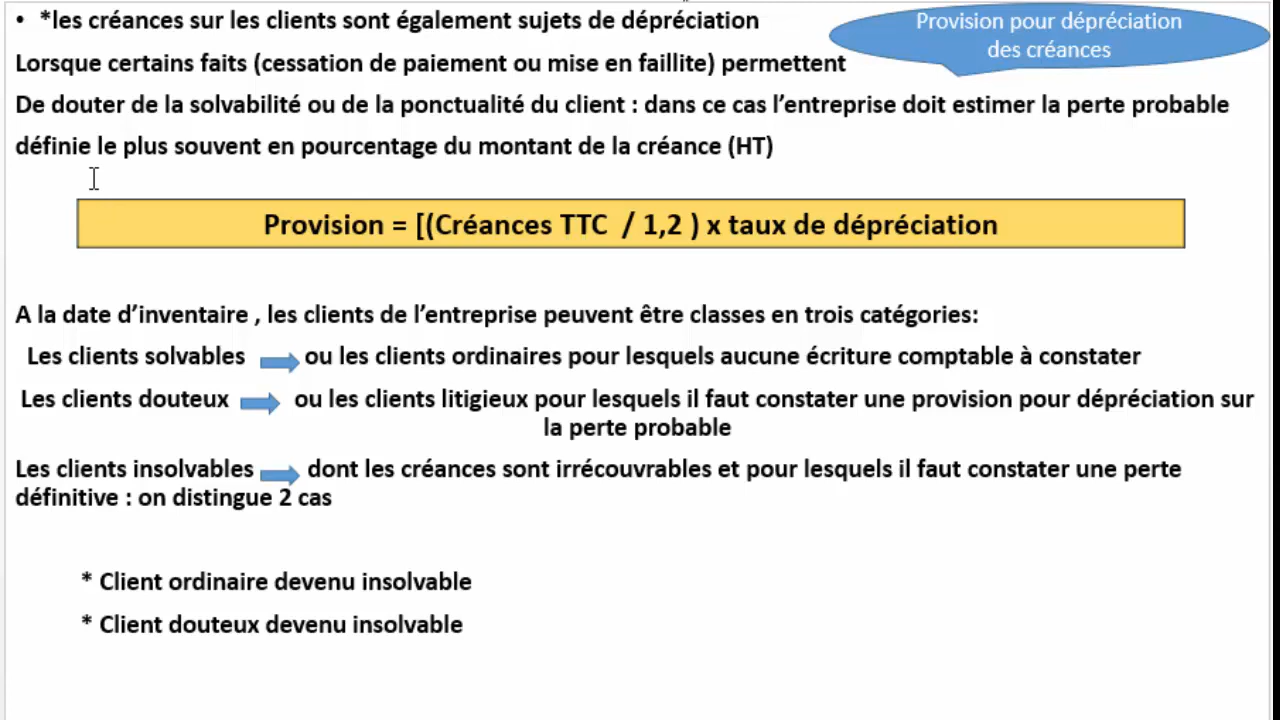 • *les créances sur les clients sont également sujets de dépréciation
Provision pour dépréciation
des créances
Lorsque certains faits (cessation de paiement ou mise en faillite) permettent
De douter de la solvabilité ou de la ponctualité du client : dans ce cas l’entreprise doit estimer la perte probable
définie le plus souvent en pourcentage du montant de la créance (HT)
Provision = [(Créances TTC / 1,2 ) x taux de dépréciation
A la date d’inventaire , les clients de l’entreprise peuvent être classes en trois catégories:
Les clients solvables ou les clients ordinaires pour lesquels aucune écriture comptable à constater
Les clients douteux ou les clients litigieux pour lesquels il faut constater une provision pour dépréciation sur
la perte probable
Les clients insolvables dont les créances sont irrécouvrables et pour lesquels il faut constater une perte
définitive : on distingue 2 cas
* Client ordinaire devenu insolvable
* Client douteux devenu insolvable